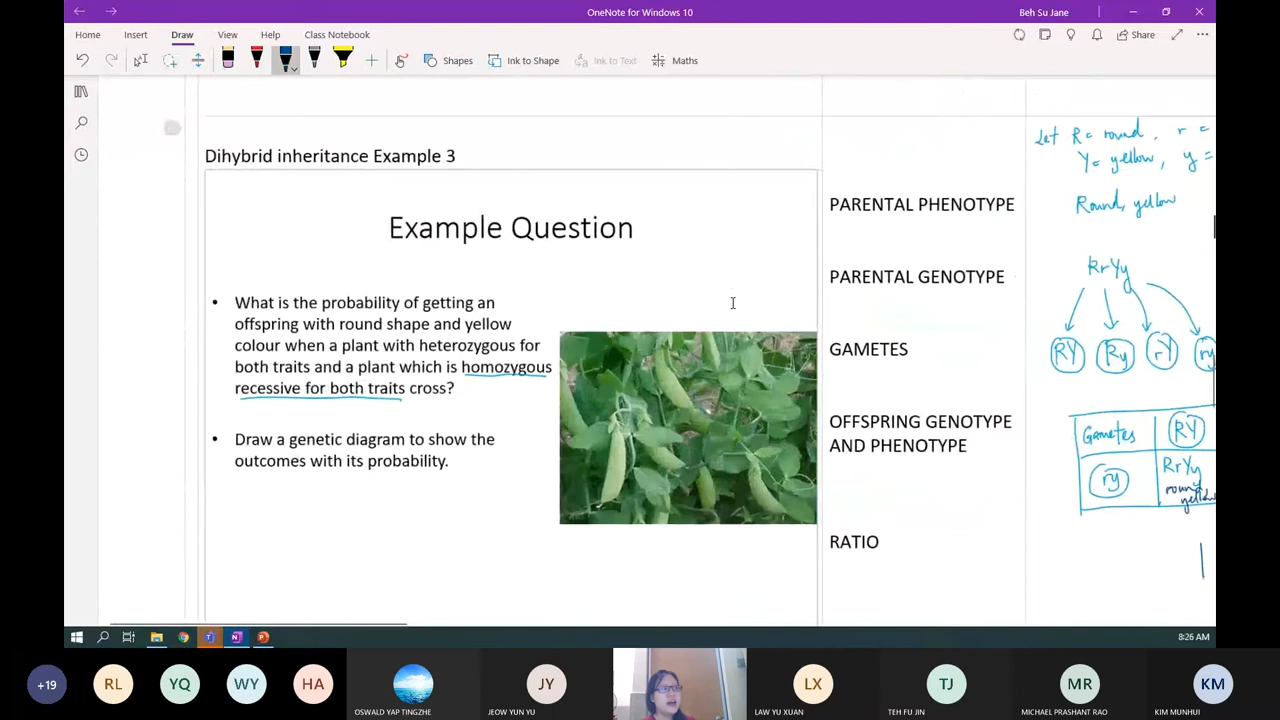 OneNote for Windows 10
Beh Su Jane
Home Insert Draw View Help Class Notebook
Share
Shapes Ink to Shape Ink to Text Maths
Dihybrid inheritance Example 3
Example Question
• What is the probability of getting an
offspring with round shape and yellow
colour when a plant with heterozygous for
both traits and a plant which is homozygous
recessive for both traits cross?
• Draw a genetic diagram to show the
outcomes with its probability.
PARENTAL PHENOTYPE
PARENTAL GENOTYPE
GAMETES
OFFSPRING GENOTYPE
AND PHENOTYPE
RATIO
Let R = round, r =
Y = yellow, y =
Round, yellow
RrYy
RY Ry rY ry
Gametes RY
ry RrYy
round
yellow
8:26 AM
+19 RL YQ WY HA JY LX TJ MR KM
OSWALD YAP TINGZHE JEOW YUN YU LAW YU XUAN TEH FU JIN MICHAEL PRASHANT RAO KIM MUNHUI